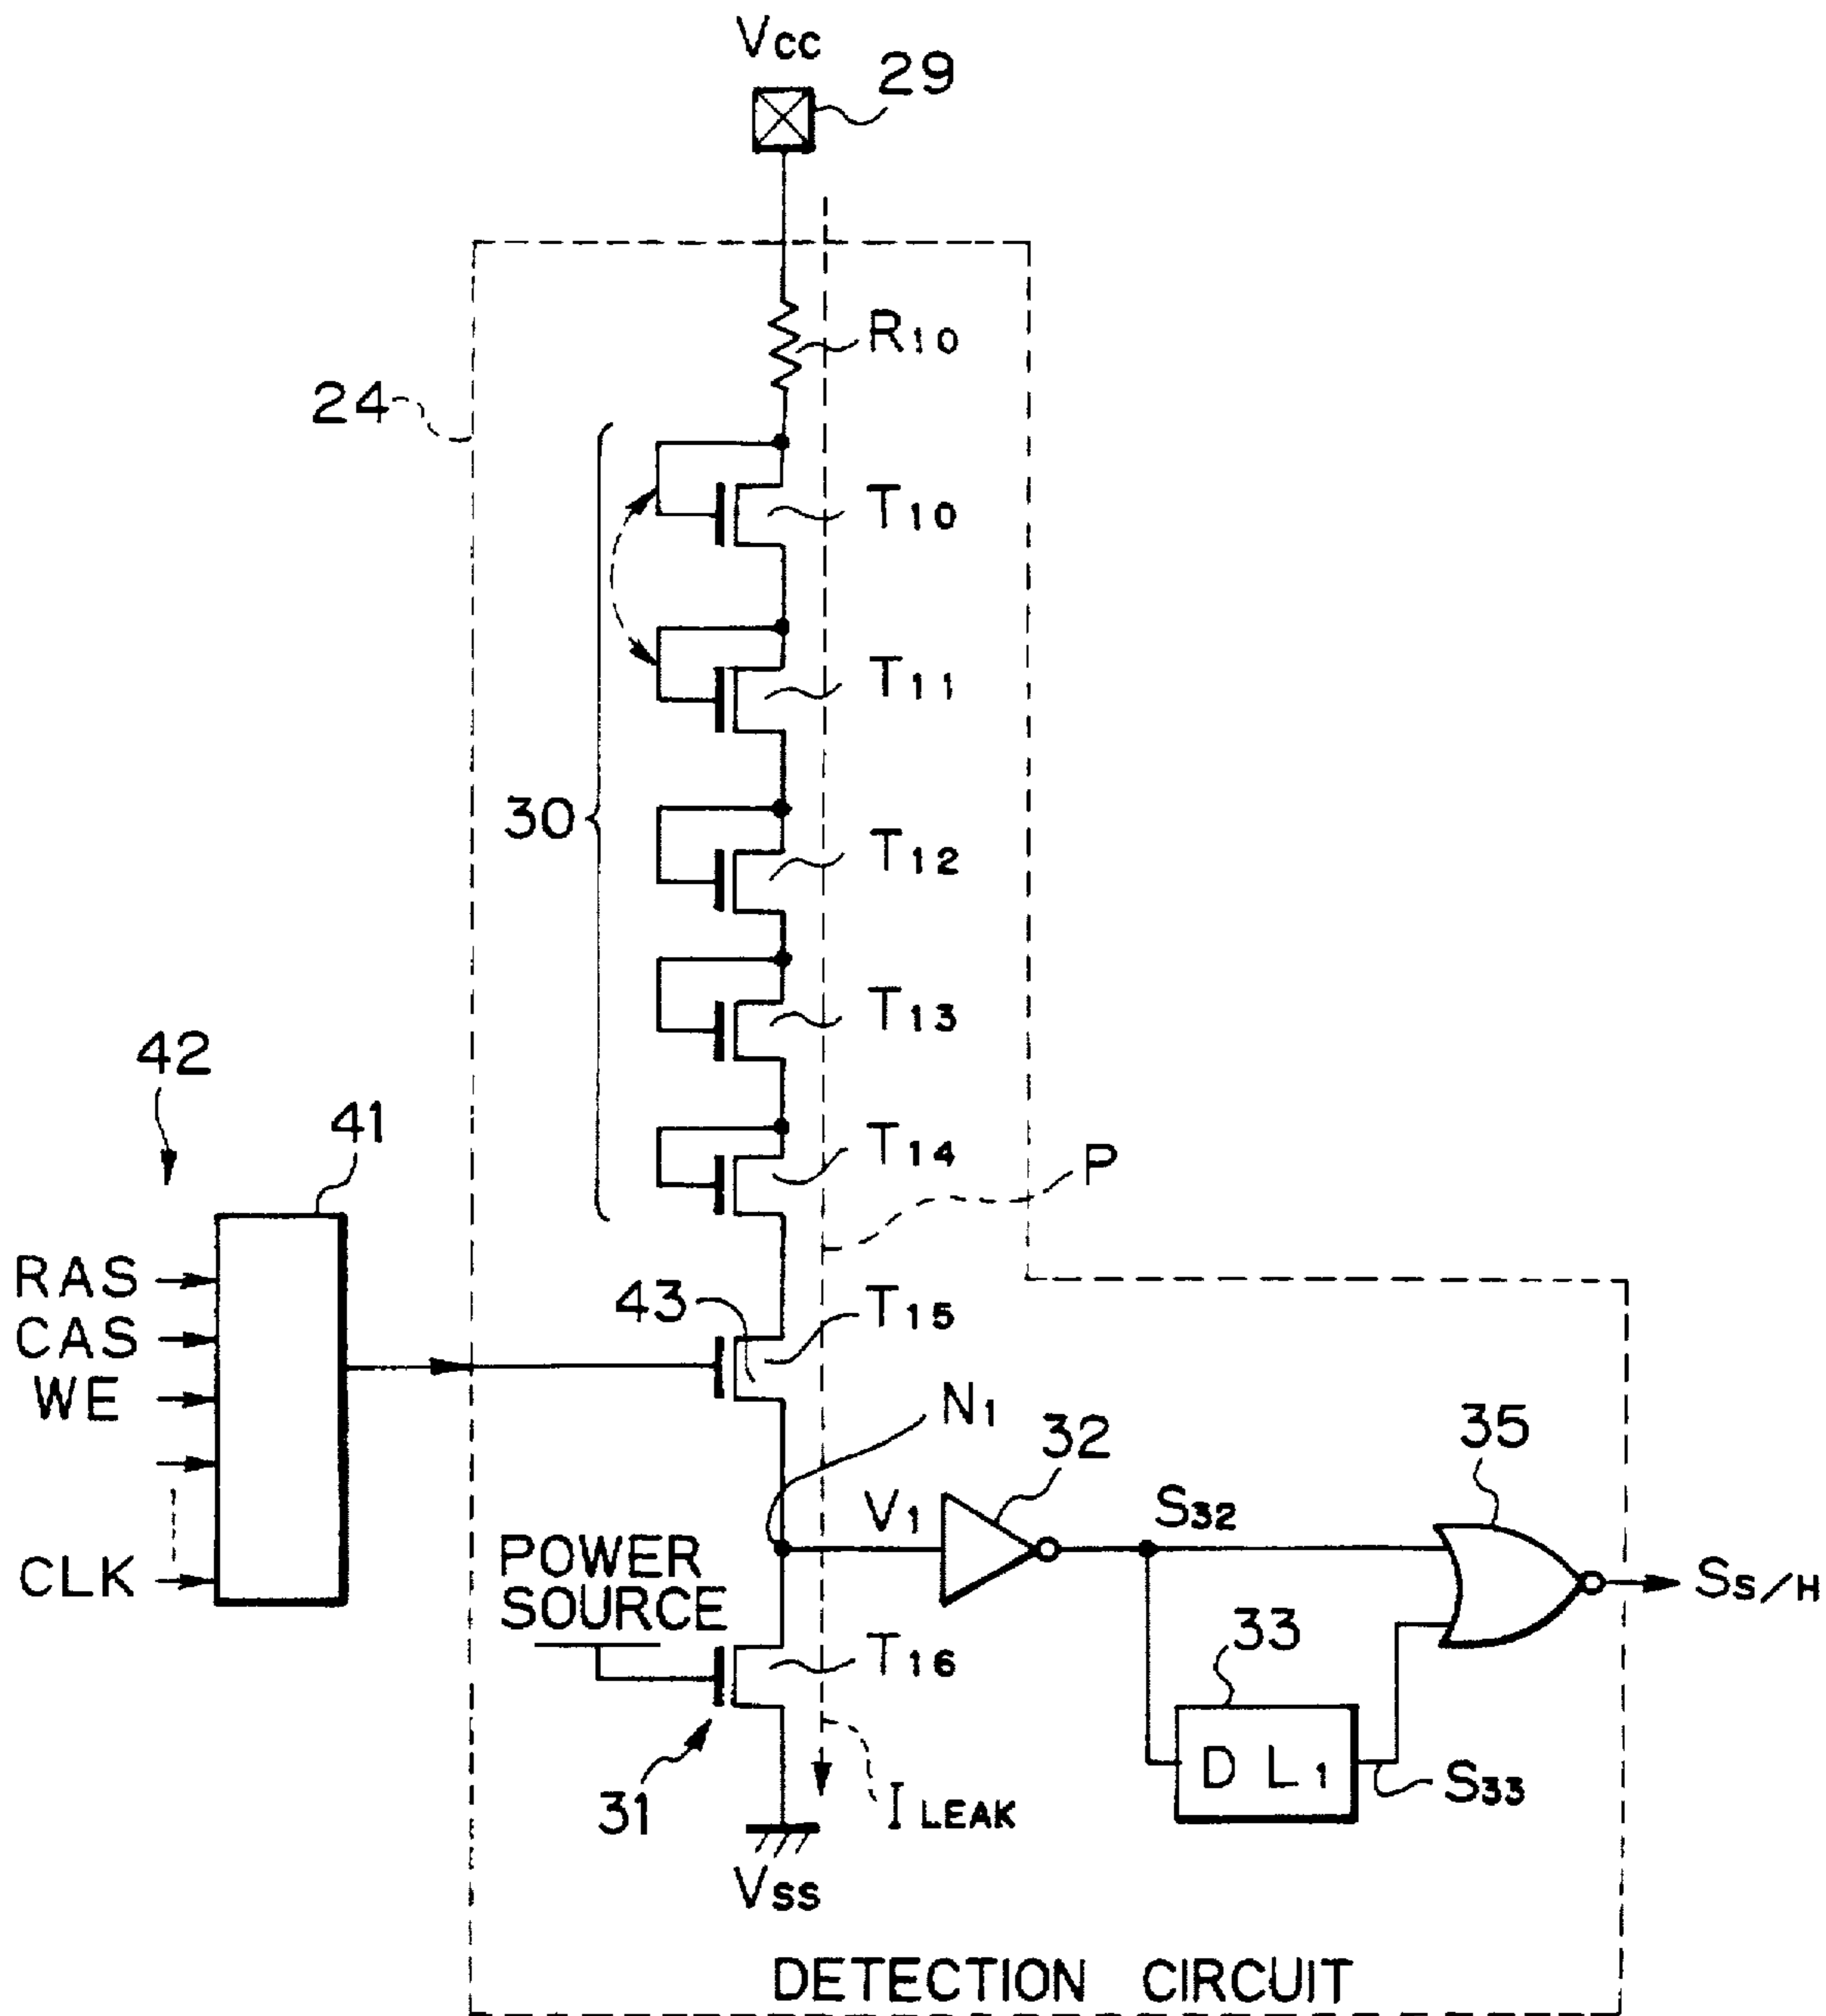 Vcc
29
R10
24
T10
T11
30
T12
T13
42
41
T14
P
RAS
CAS
WE
CLK
43
T15
N1
32
35
V1
S32
SS/H
POWER
SOURCE
T16
33
DL1
S33
31
ILEAK
Vss
DETECTION CIRCUIT